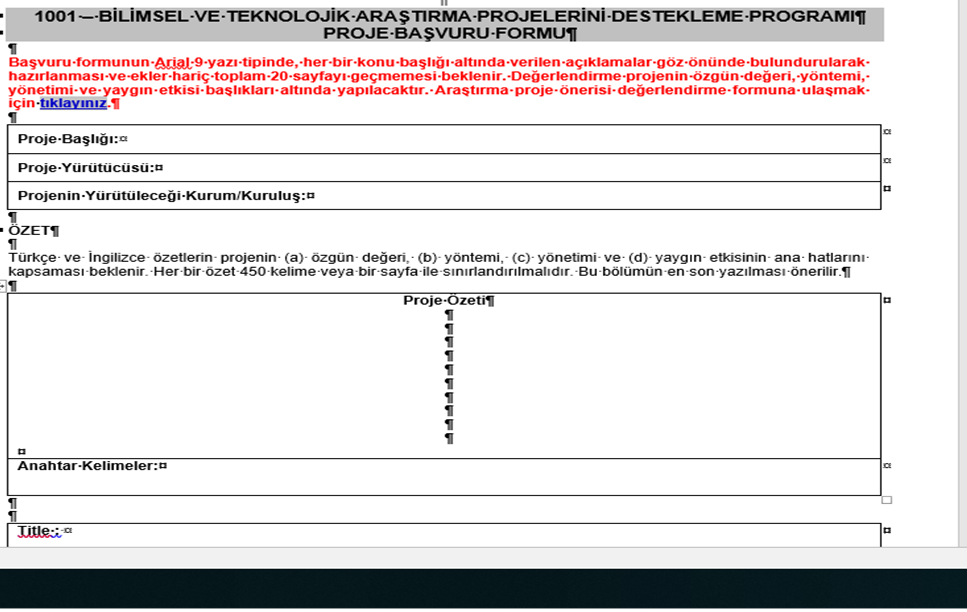 1001 – BİLİMSEL VE TEKNOLOJİK ARAŞTIRMA PROJELERİNİ DESTEKLEME PROGRAMI
PROJE BAŞVURU FORMU
Başvuru formunun Arial 9 yazı tipinde, her bir konu başlığı altında verilen açıklamalar göz önünde bulundurularak
hazırlanması ve ekler hariç toplam 20 sayfayı geçmemesi beklenir. Değerlendirme projenin özgün değeri, yöntemi,
yönetimi ve yaygın etkisi başlıkları altında yapılacaktır. Araştırma proje önerisi değerlendirme formuna ulaşmak
için tıklayınız.
Proje Başlığı:
Proje Yürütücüsü:
Projenin Yürütüleceği Kurum/Kuruluş:
ÖZET
Türkçe ve İngilizce özetlerin projenin (a) özgün değeri, (b) yöntemi, (c) yönetimi ve (d) yaygın etkisinin ana hatlarını
kapsaması beklenir. Her bir özet 450 kelime veya bir sayfa ile sınırlandırılmalıdır. Bu bölümün en son yazılması önerilir.
Proje Özeti
Anahtar Kelimeler:
Title :